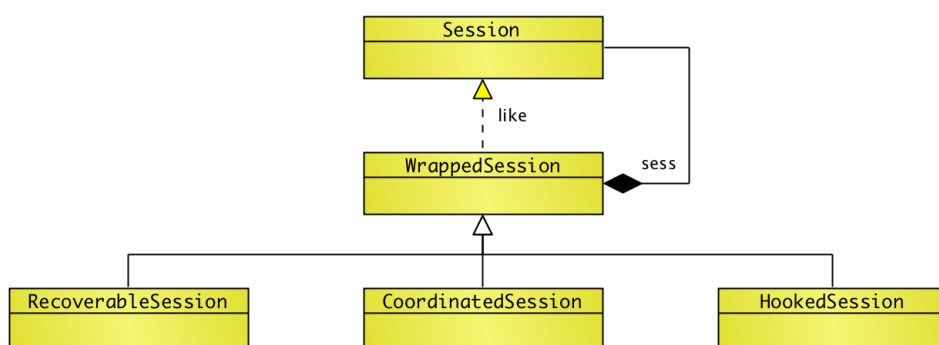 Session
like
WrappedSession
sess
RecoverableSession
CoordinatedSession
HookedSession